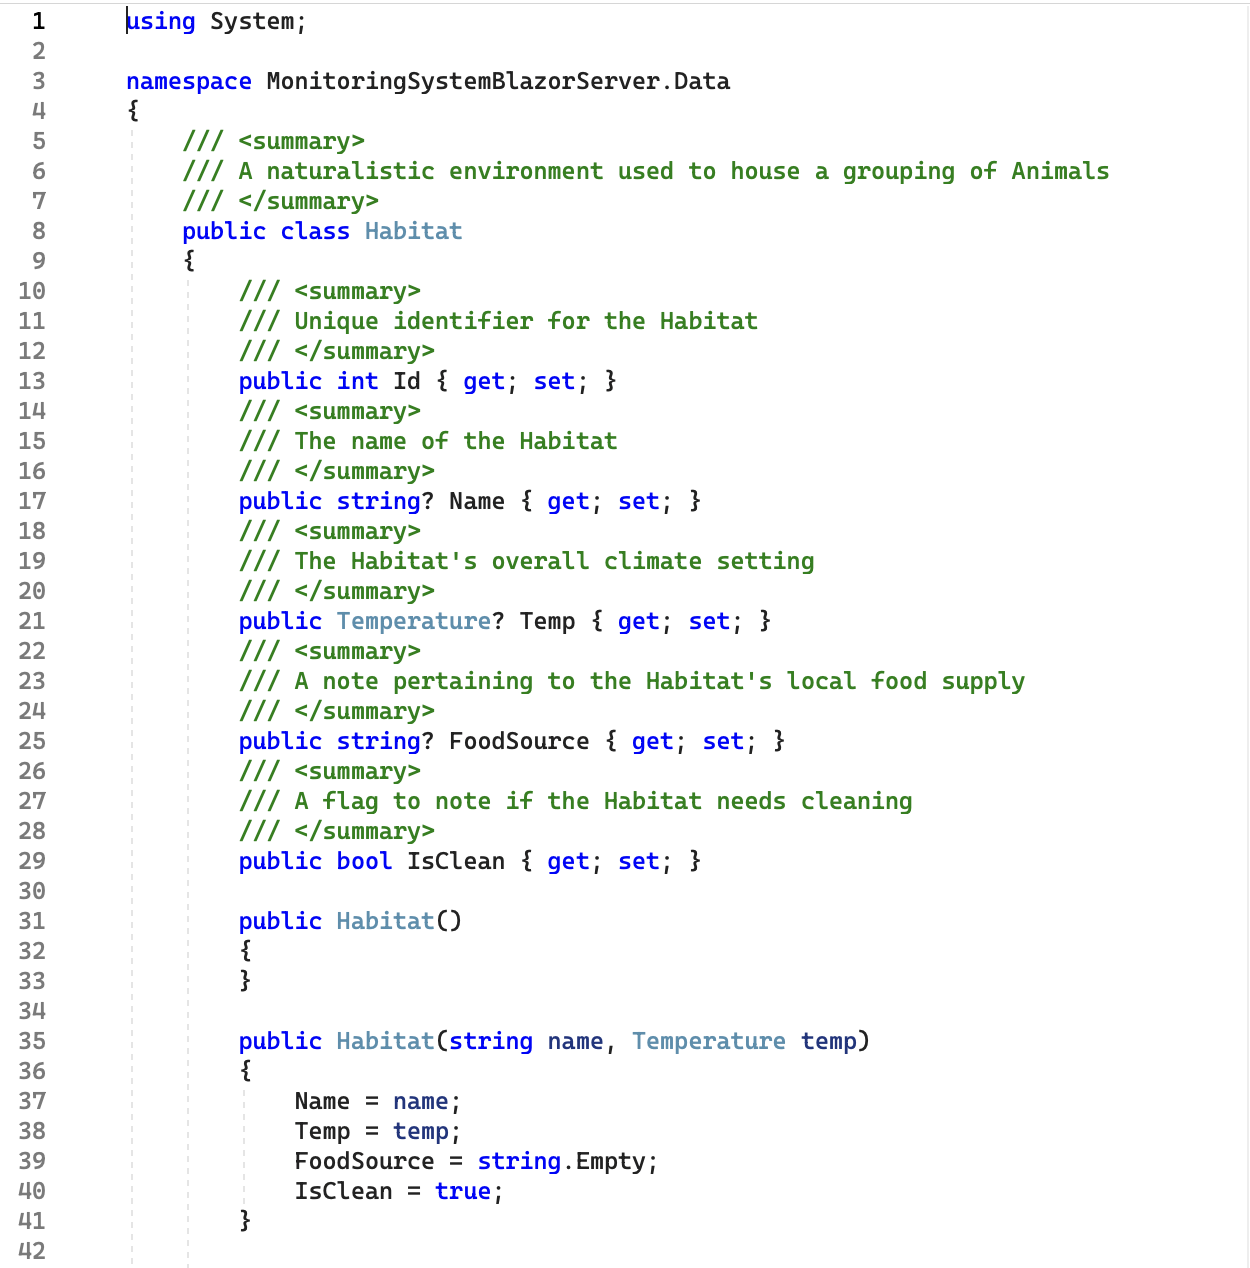 1 using System;
2
3 namespace MonitoringSystemBlazorServer.Data
4 {
5     /// <summary>
6     /// A naturalistic environment used to house a grouping of Animals
7     /// </summary>
8     public class Habitat
9     {
10         /// <summary>
11         /// Unique identifier for the Habitat
12         /// </summary>
13         public int Id { get; set; }
14         /// <summary>
15         /// The name of the Habitat
16         /// </summary>
17         public string? Name { get; set; }
18         /// <summary>
19         /// The Habitat's overall climate setting
20         /// </summary>
21         public Temperature? Temp { get; set; }
22         /// <summary>
23         /// A note pertaining to the Habitat's local food supply
24         /// </summary>
25         public string? FoodSource { get; set; }
26         /// <summary>
27         /// A flag to note if the Habitat needs cleaning
28         /// </summary>
29         public bool IsClean { get; set; }
30
31         public Habitat()
32         {
33         }
34
35         public Habitat(string name, Temperature temp)
36         {
37             Name = name;
38             Temp = temp;
39             FoodSource = string.Empty;
40             IsClean = true;
41         }
42